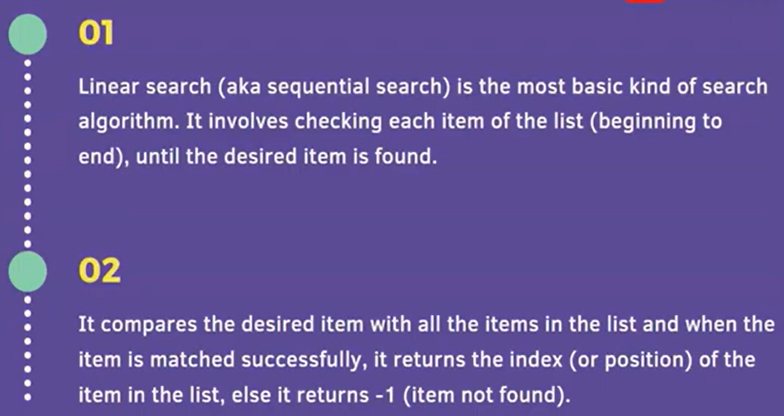 01
Linear search (aka sequential search) is the most basic kind of search
algorithm. It involves checking each item of the list (beginning to
end), until the desired item is found.
02
It compares the desired item with all the items in the list and when the
item is matched successfully, it returns the index (or position) of the
item in the list, else it returns -1 (item not found).